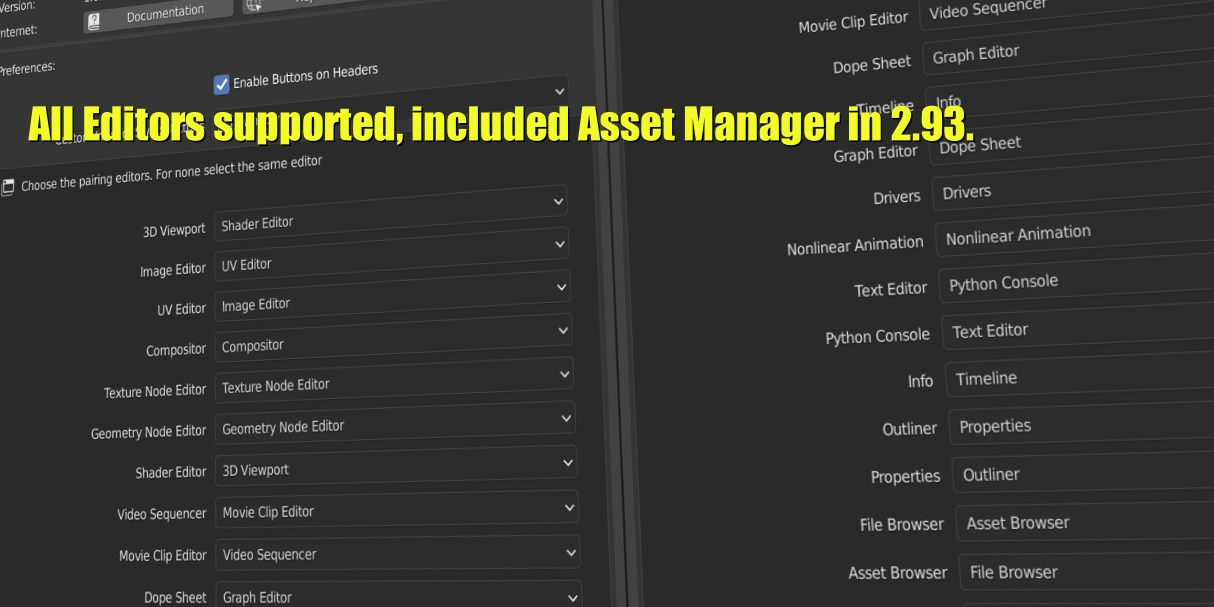 Version:
Internet:
Documentation
Preferences:
Enable Buttons on Headers
All Editors supported, included Asset Manager in 2.93.
Choose the pairing editors. For none select the same editor
3D Viewport Shader Editor
Image Editor UV Editor
UV Editor Image Editor
Compositor Compositor
Texture Node Editor Texture Node Editor
Geometry Node Editor Geometry Node Editor
Shader Editor 3D Viewport
Video Sequencer Movie Clip Editor
Movie Clip Editor Video Sequencer
Dope Sheet Graph Editor
Movie Clip Editor Video Sequencer
Dope Sheet Graph Editor
Timeline Info
Graph Editor Dope Sheet
Drivers Drivers
Nonlinear Animation Nonlinear Animation
Text Editor Python Console
Python Console Text Editor
Info Timeline
Outliner Properties
Properties Outliner
File Browser Asset Browser
Asset Browser File Browser